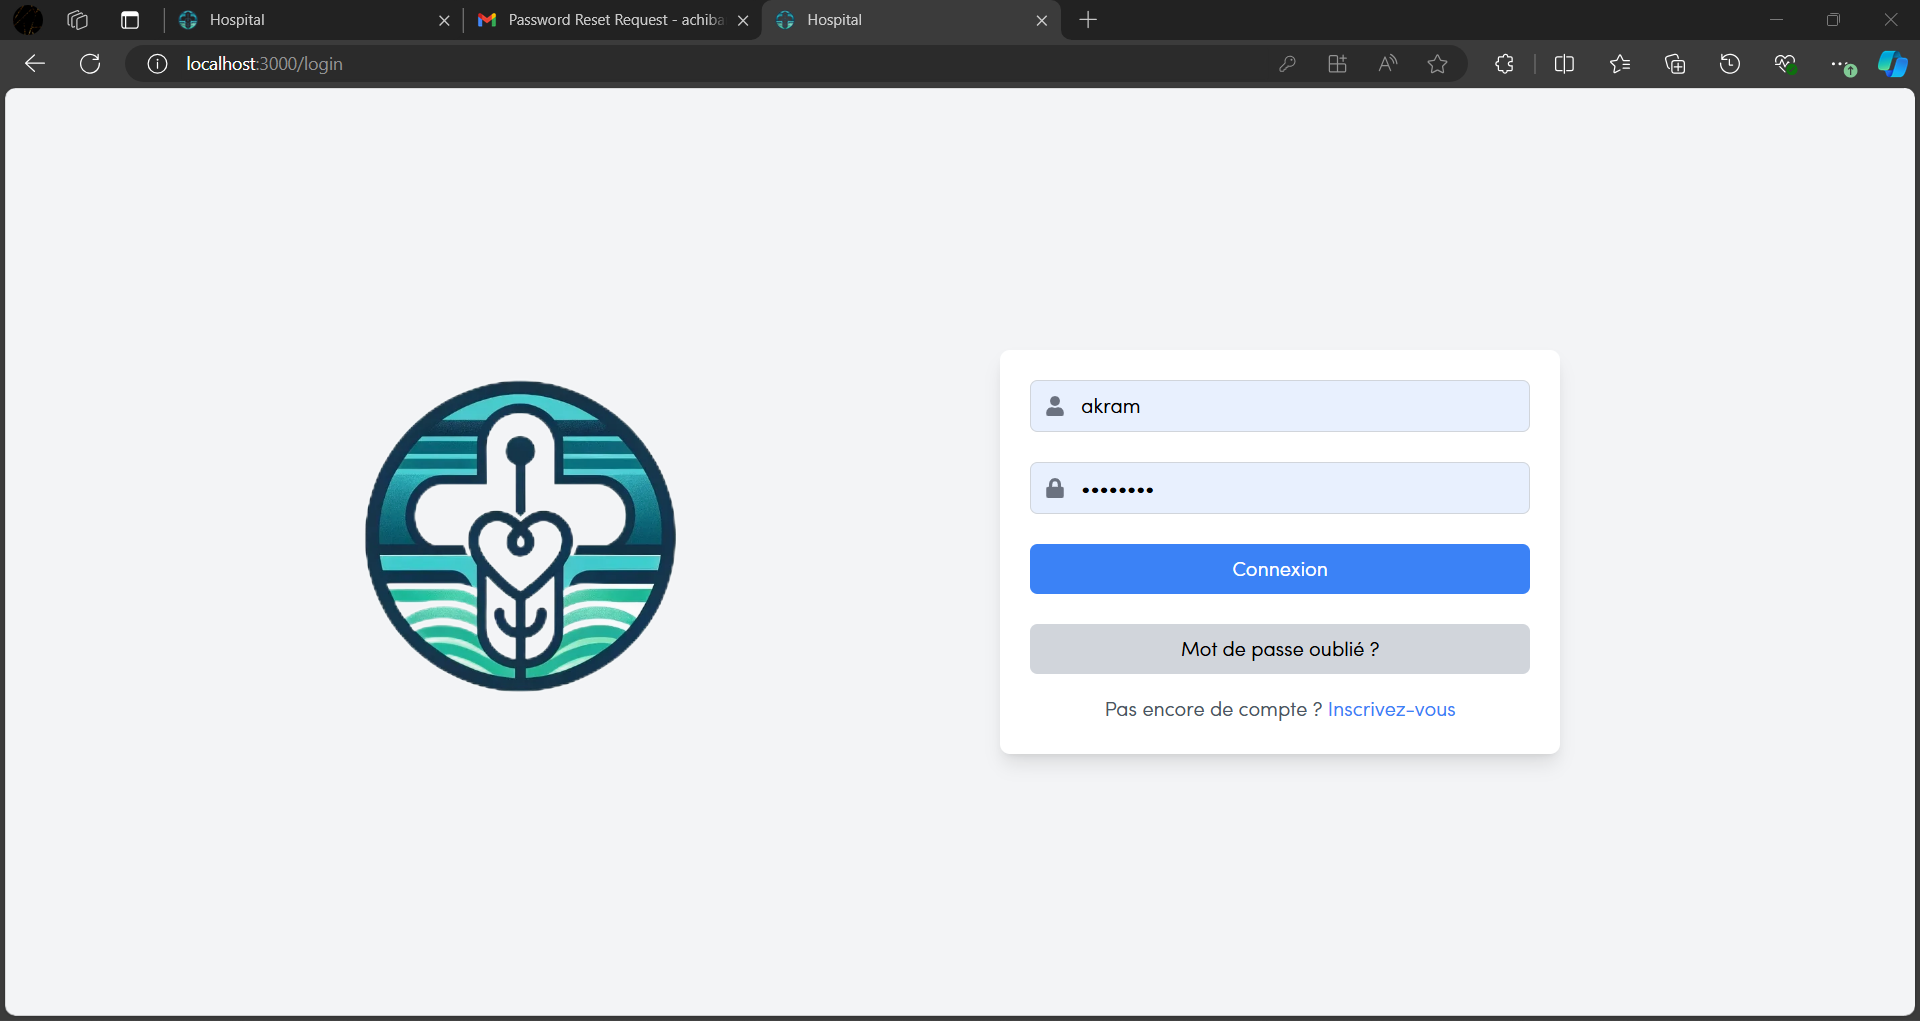 Hospital
Password Reset Request - achiba
Hospital
localhost:3000/login
akram
••••••••
Connexion
Mot de passe oublié ?
Pas encore de compte ? Inscrivez-vous